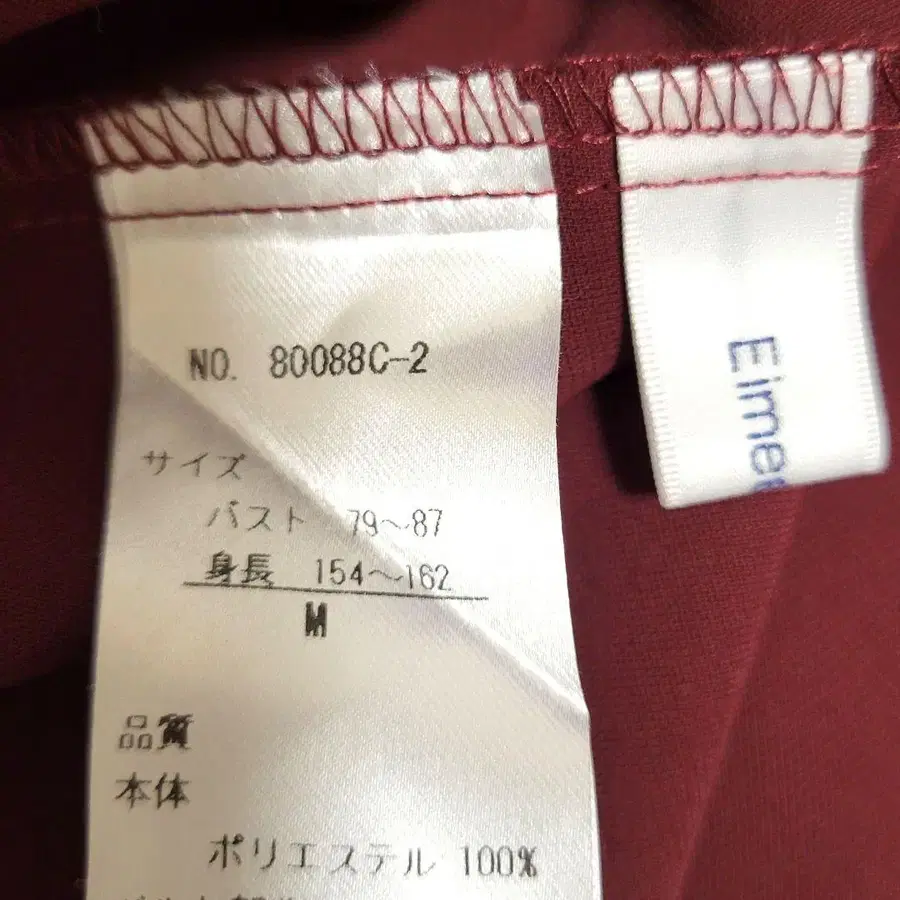 NO. 80088C-2
サイズ
バスト 79～87
身長 154～162
M
品質
本体
ポリエステル 100%
Eime